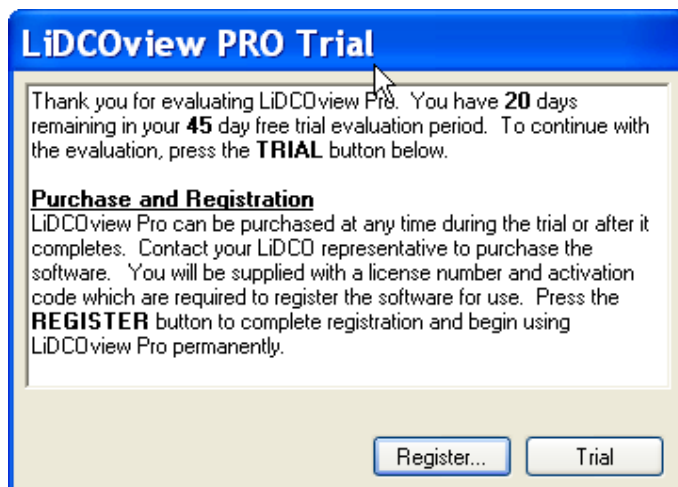 LiDCOview PRO Trial
Thank you for evaluating LiDCOview Pro. You have 20 days
remaining in your 45 day free trial evaluation period. To continue with
the evaluation, press the TRIAL button below.
Purchase and Registration
LiDCOview Pro can be purchased at any time during the trial or after it
completes. Contact your LiDCO representative to purchase the
software. You will be supplied with a license number and activation
code which are required to register the software for use. Press the
REGISTER button to complete registration and begin using
LiDCOview Pro permanently.
Register... Trial